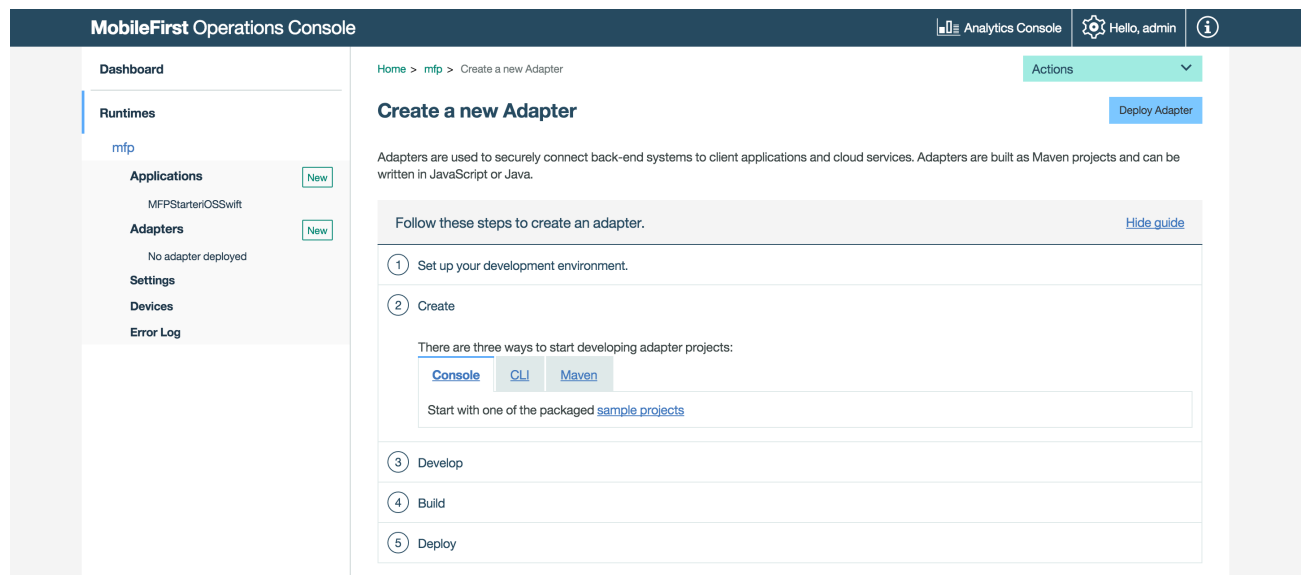 MobileFirst Operations Console
Analytics Console
Hello, admin
Dashboard
Runtimes
mfp
Applications
New
MFPStarteriOSSwift
Adapters
New
No adapter deployed
Settings
Devices
Error Log
Home > mfp > Create a new Adapter
Actions
Create a new Adapter
Deploy Adapter
Adapters are used to securely connect back-end systems to client applications and cloud services. Adapters are built as Maven projects and can be
written in JavaScript or Java.
Follow these steps to create an adapter.
Hide guide
1 Set up your development environment.
2 Create
There are three ways to start developing adapter projects:
Console CLI Maven
Start with one of the packaged sample projects
3 Develop
4 Build
5 Deploy